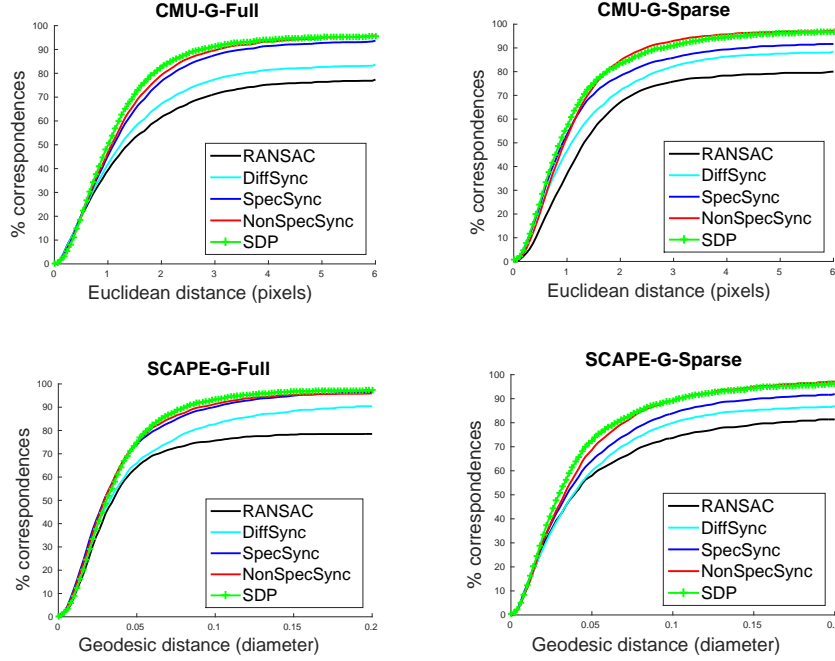 CMU-G-Full
100
90
80
70
60
50
40
30
20
10
0
% correspondences
0 1 2 3 4 5 6
Euclidean distance (pixels)
RANSAC
DiffSync
SpecSync
NonSpecSync
SDP
CMU-G-Sparse
100
90
80
70
60
50
40
30
20
10
0
% correspondences
0 1 2 3 4 5 6
Euclidean distance (pixels)
RANSAC
DiffSync
SpecSync
NonSpecSync
SDP
SCAPE-G-Full
100
90
80
70
60
50
40
30
20
10
0
% correspondences
0 0.05 0.1 0.15 0.2
Geodesic distance (diameter)
RANSAC
DiffSync
SpecSync
NonSpecSync
SDP
SCAPE-G-Sparse
100
90
80
70
60
50
40
30
20
10
0
% correspondences
0 0.05 0.1 0.15
Geodesic distance (diameter)
RANSAC
DiffSync
SpecSync
NonSpecSync
SDP